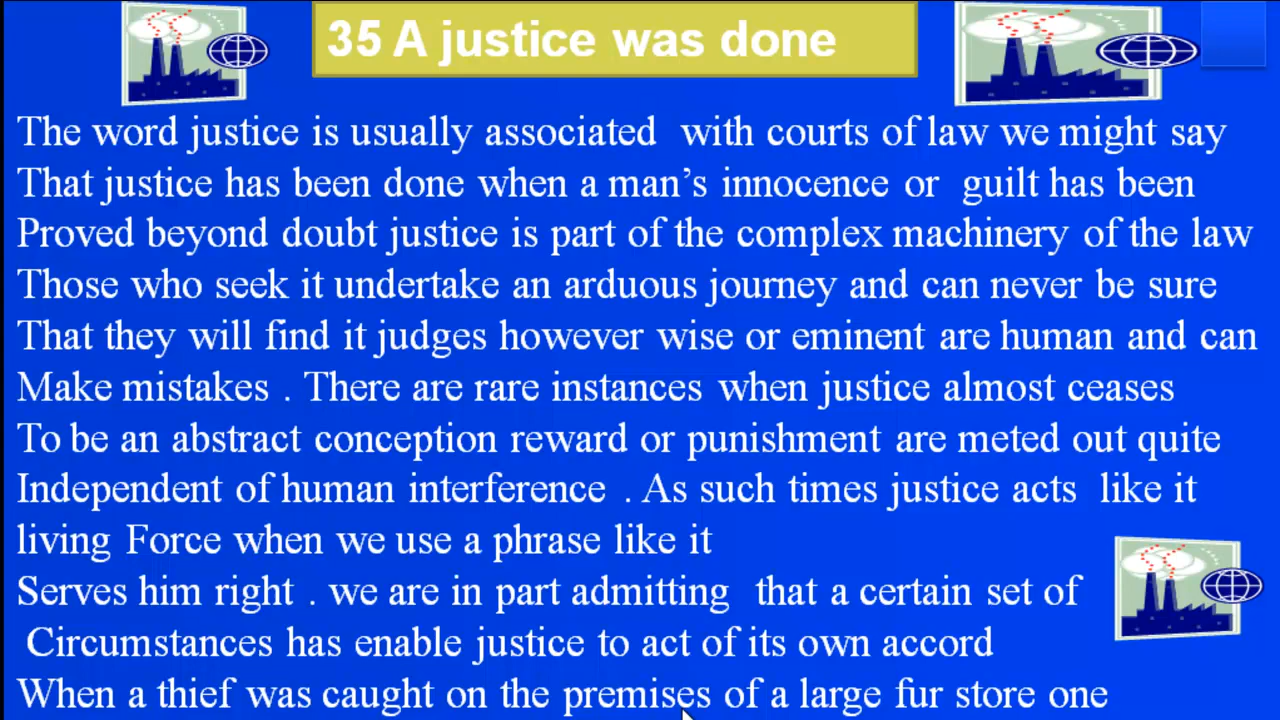 35 A justice was done
The word justice is usually associated with courts of law we might say
That justice has been done when a man's innocence or guilt has been
Proved beyond doubt justice is part of the complex machinery of the law
Those who seek it undertake an arduous journey and can never be sure
That they will find it judges however wise or eminent are human and can
Make mistakes . There are rare instances when justice almost ceases
To be an abstract conception reward or punishment are meted out quite
Independent of human interference . As such times justice acts like it
living Force when we use a phrase like it
Serves him right . we are in part admitting that a certain set of
Circumstances has enable justice to act of its own accord
When a thief was caught on the premises of a large fur store one